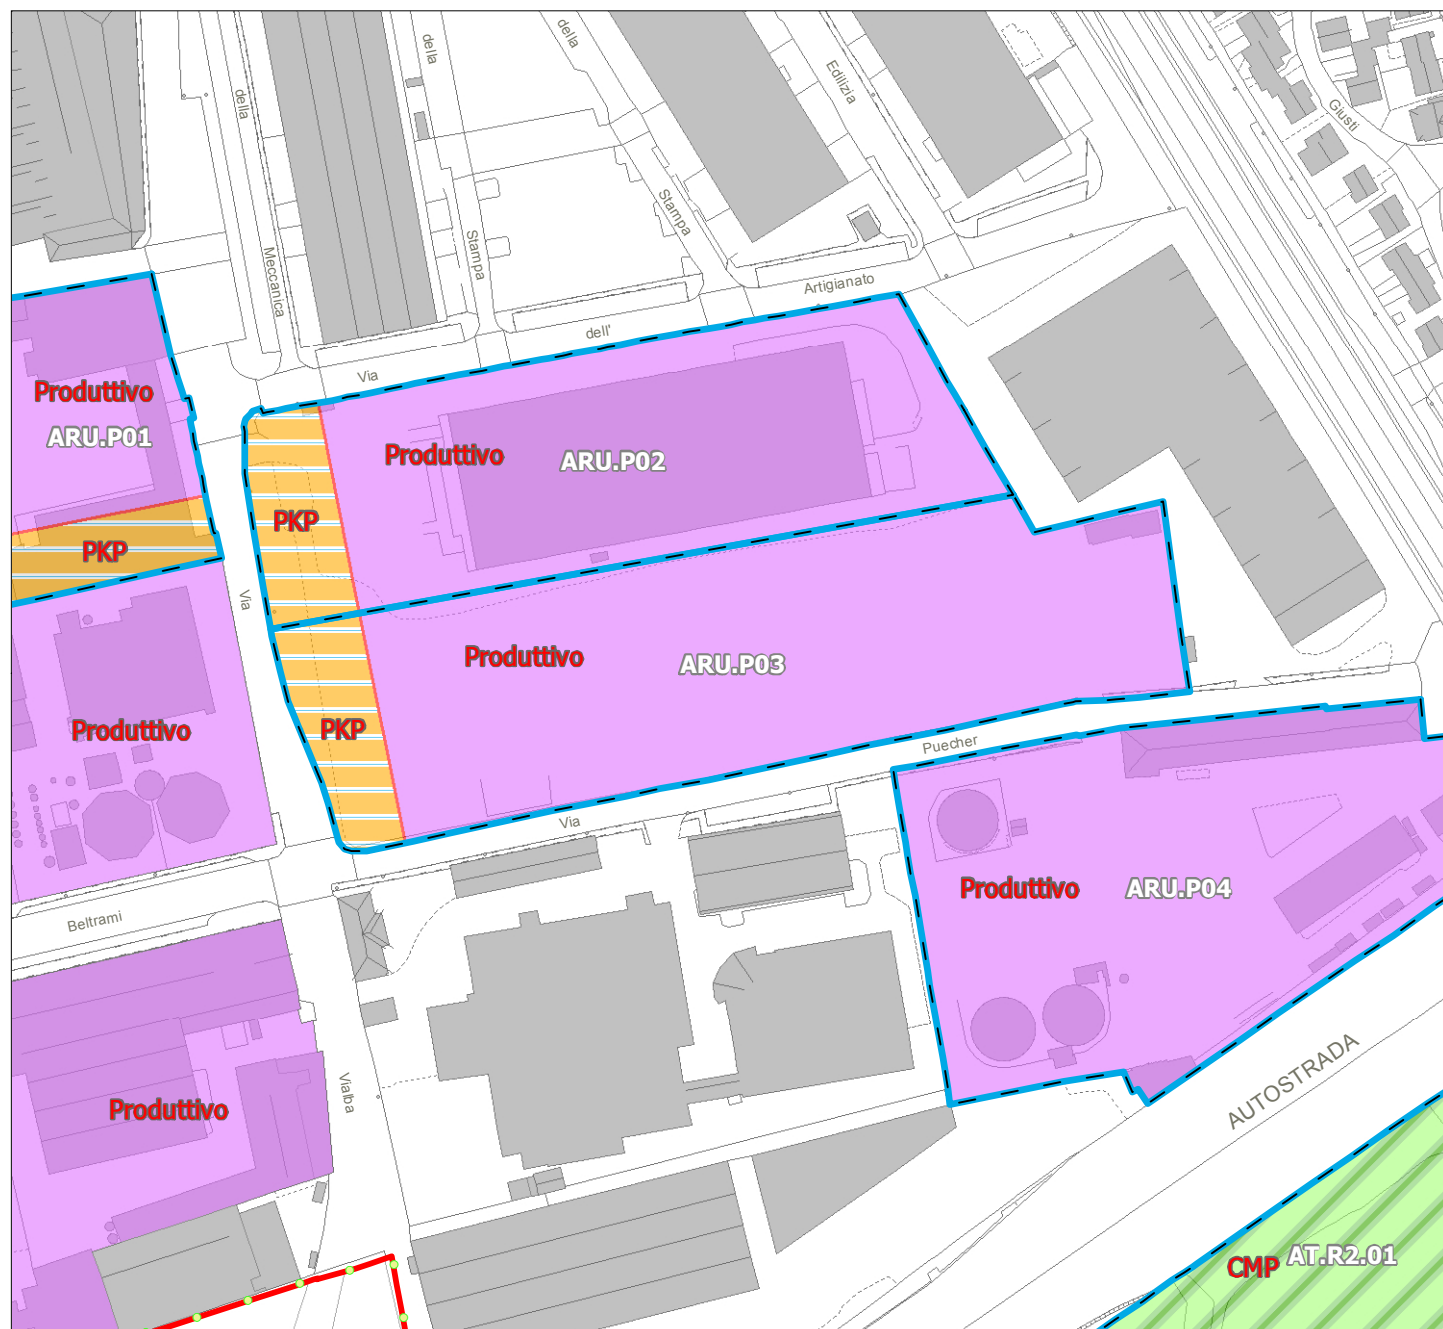 della
della
della
Edilizia
Giusti
Stampa
Stampa
Meccanica
Artigianato
dell'
Via
Produttivo
ARU.P01
Produttivo
ARU.P02
PKP
PKP
Via
Produttivo
ARU.P03
Produttivo
PKP
Puecher
Via
Produttivo
ARU.P04
Beltrami
Vialba
Produttivo
AUTOSTRADA
CMP
AT.R2.01